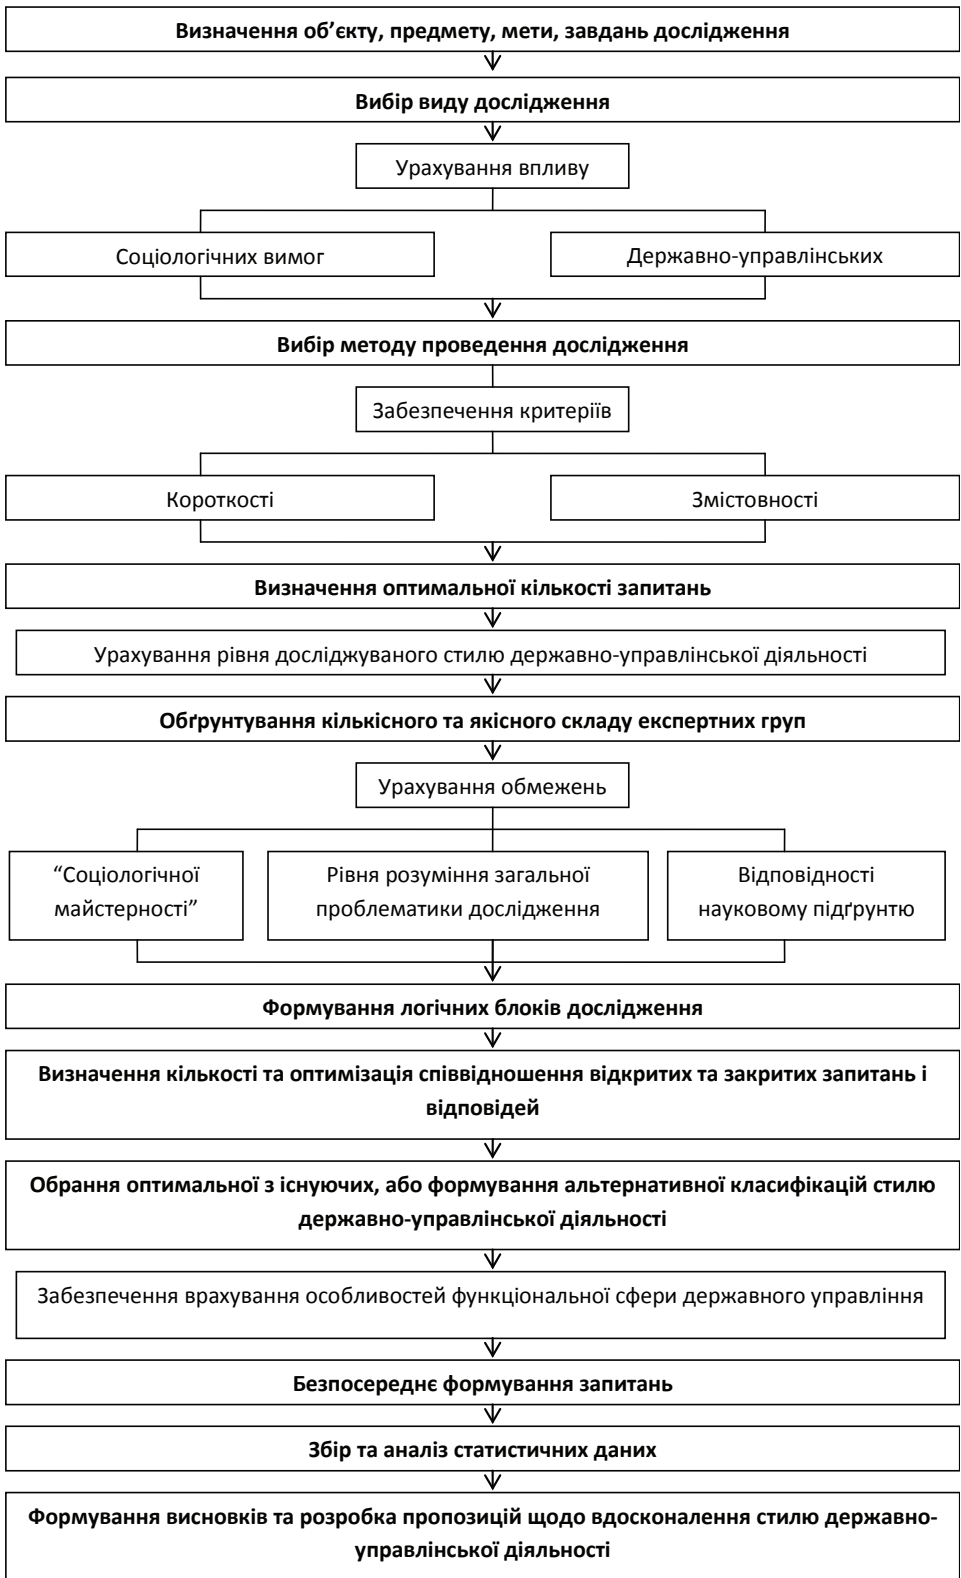 Визначення об’єкту, предмету, мети, завдань дослідження
Вибір виду дослідження
Урахування впливу
Соціологічних вимог
Державно-управлінських
Вибір методу проведення дослідження
Забезпечення критеріїв
Короткості
Змістовності
Визначення оптимальної кількості запитань
Урахування рівня досліджуваного стилю державно-управлінської діяльності
Обґрунтування кількісного та якісного складу експертних груп
Урахування обмежень
“Соціологічної
майстерності”
Рівня розуміння загальної
проблематики дослідження
Відповідності
науковому підґрунтю
Формування логічних блоків дослідження
Визначення кількості та оптимізація співвідношення відкритих та закритих запитань і
відповідей
Обрання оптимальної з існуючих, або формування альтернативної класифікацій стилю
державно-управлінської діяльності
Забезпечення врахування особливостей функціональної сфери державного управління
Безпосереднє формування запитань
Збір та аналіз статистичних даних
Формування висновків та розробка пропозицій щодо вдосконалення стилю державно-
управлінської діяльності